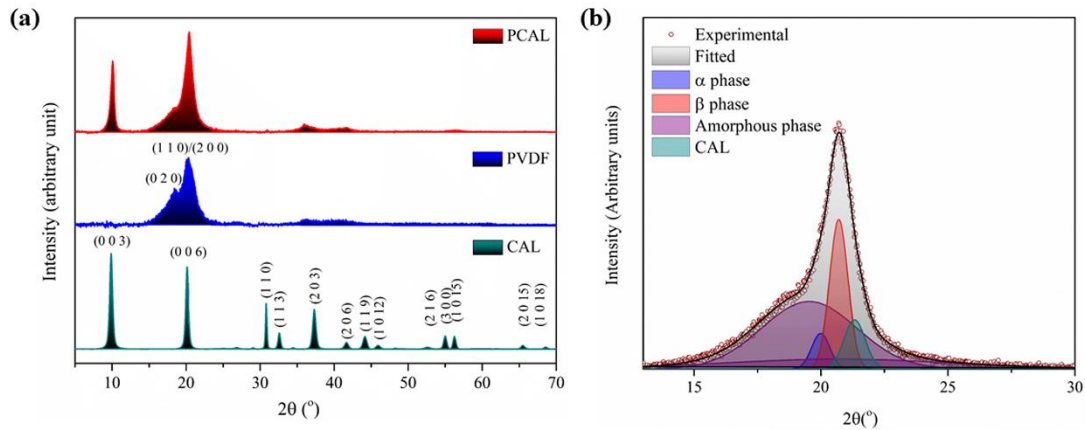 (a)
PCAL
(1 1 0)/(2 0 0)
(0 2 0)
PVDF
(0 0 3)
(0 0 6)
CAL
(1 1 0)
(1 1 3)
(2 0 3)
(2 0 6)
(1 1 9)
(1 0 12)
(2 1 6)
(3 0 0)
(1 0 15)
(2 0 15)
(1 0 18)
Intensity (arbitrary unit)
10 20 30 40 50 60 70
2θ (°)
(b)
Experimental
Fitted
α phase
β phase
Amorphous phase
CAL
Intensity (Arbitrary units)
15 20 25 30
2θ(°)